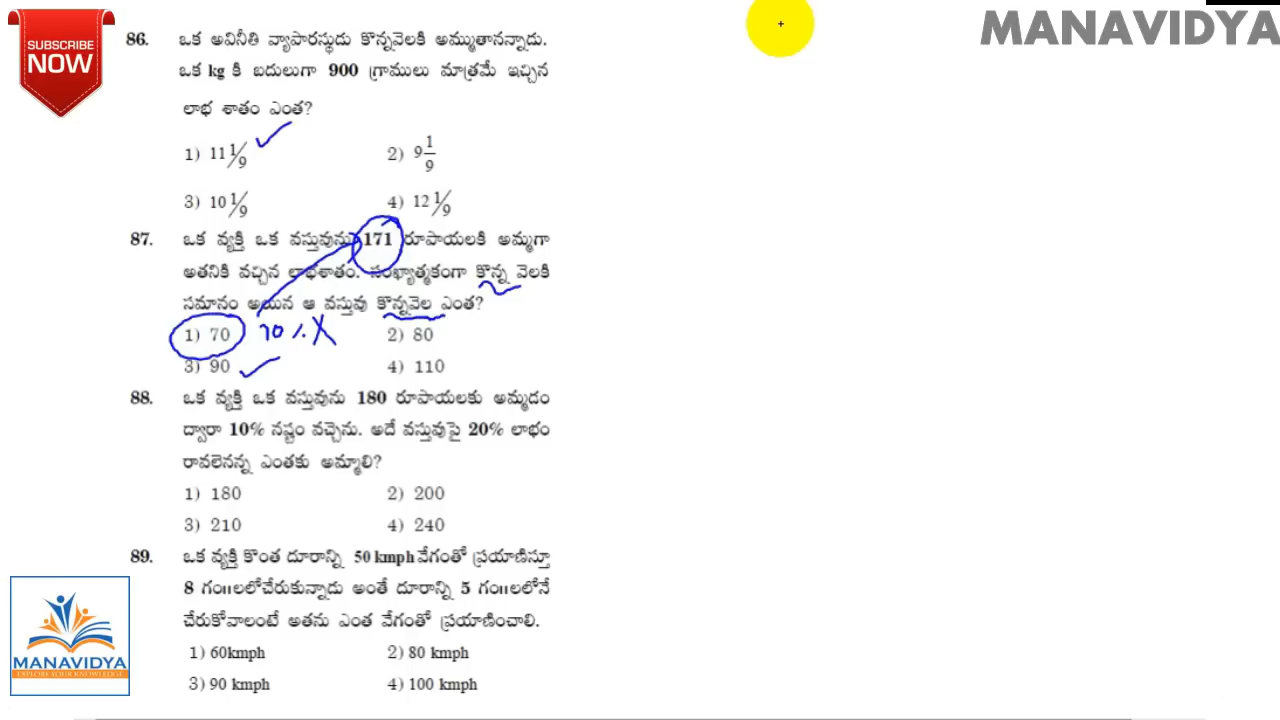 SUBSCRIBE
NOW
MANAVIDYA
86. ఒక అవినీతి వ్యాపారస్థుదు కొన్నవెలకి అమ్ముతానన్నాడు.
ఒక kg కి బదులుగా 900 గ్రాములు మాత్రమే ఇచ్చిన
లాభ శాతం ఎంత?
1) 11 1/9 2) 9 1/9
3) 10 1/9 4) 12 1/9
87. ఒక వ్యక్తి ఒక వస్తువును 171 రూపాయలకి అమ్మగా
అతనికి వచ్చిన లాభశాతం. సంఖ్యాత్మకంగా కొన్న వెలకి
సమానం అయిన ఆ వస్తువు కొన్నవెల ఎంత?
1) 70 70 % X 2) 80
3) 90 4) 110
88. ఒక వ్యక్తి ఒక వస్తువును 180 రూపాయలకు అమ్మడం
ద్వారా 10% నష్టం వచ్చెను. అదే వస్తువుపై 20% లాభం
రావలెనన్న ఎంతకు అమ్మాలి?
1) 180 2) 200
3) 210 4) 240
89. ఒక వ్యక్తి కొంత దూరాన్ని 50 kmph వేగంతో ప్రయాణిస్తూ
8 గంııలలోచేరుకున్నాడు అంతే దూరాన్ని 5 గంııలలోనే
చేరుకోవాలంటే అతను ఎంత వేగంతో ప్రయాణించాలి.
1) 60kmph 2) 80 kmph
3) 90 kmph 4) 100 kmph
MANAVIDYA
EXPLORE YOUR KNOWLEDGE